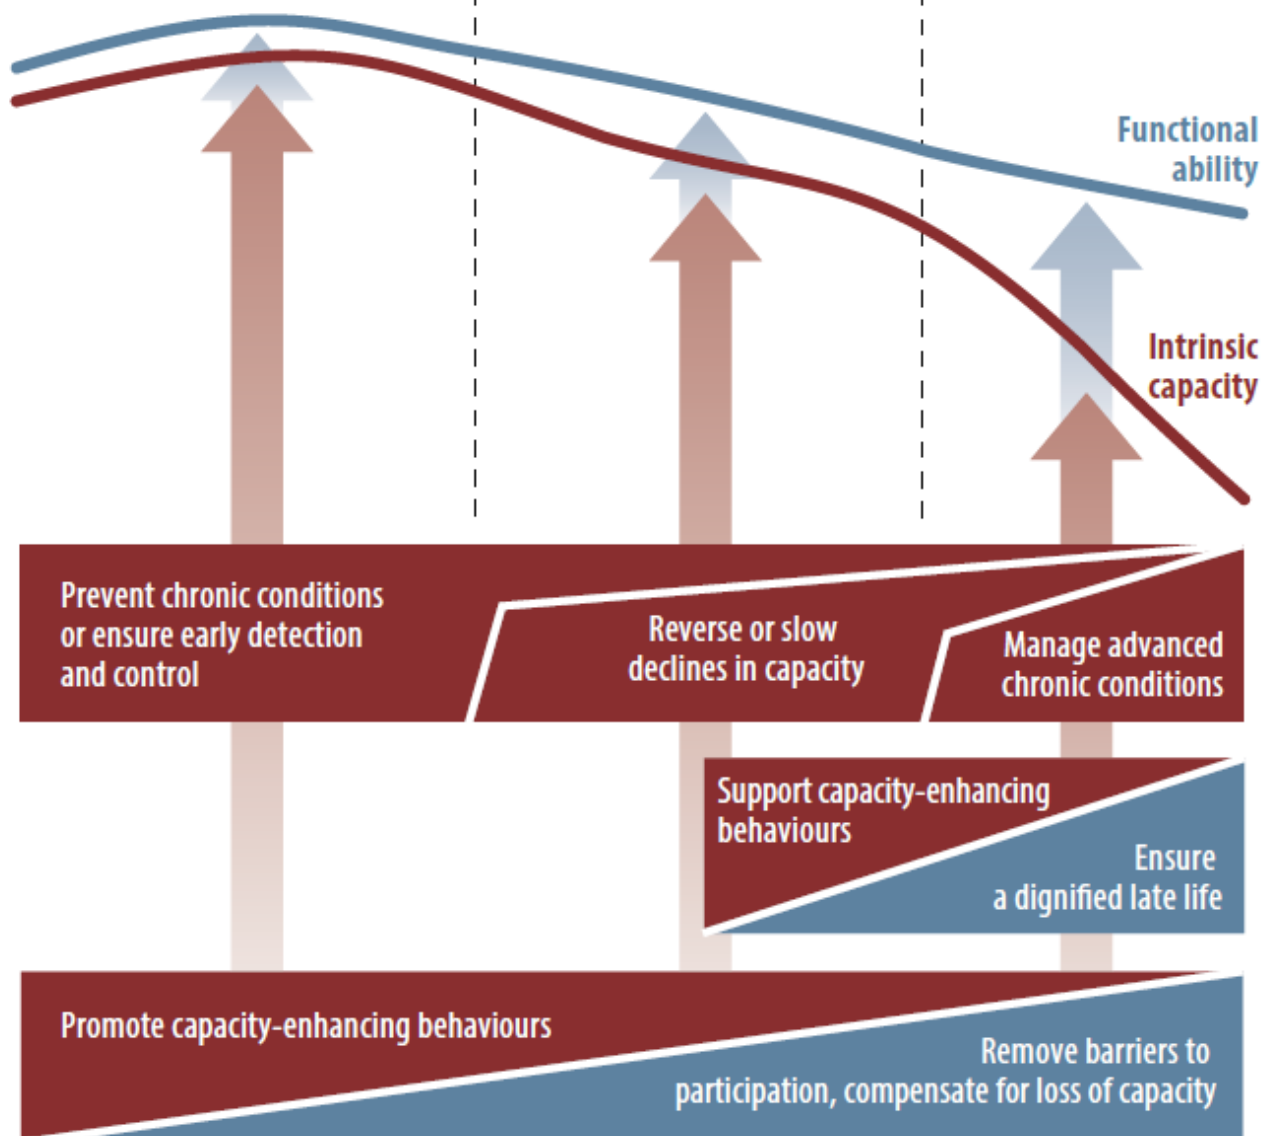 Functional
ability
Intrinsic
capacity
Prevent chronic conditions
or ensure early detection
and control
Reverse or slow
declines in capacity
Manage advanced
chronic conditions
Support capacity-enhancing
behaviours
Ensure
a dignified late life
Promote capacity-enhancing behaviours
Remove barriers to
participation, compensate for loss of capacity